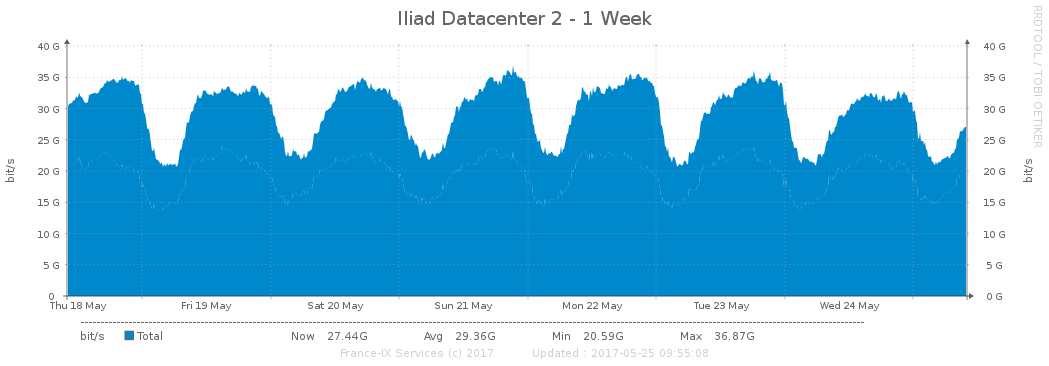 Iliad Datacenter 2 - 1 Week
RRDTOOL / TOBI OETIKER
bit/s
bit/s
40 G 40 G
35 G 35 G
30 G 30 G
25 G 25 G
20 G 20 G
15 G 15 G
10 G 10 G
5 G 5 G
0 0 G
Thu 18 May Fri 19 May Sat 20 May Sun 21 May Mon 22 May Tue 23 May Wed 24 May
bit/s Total Now 27.44G Avg 29.36G Min 20.59G Max 36.87G
France-IX Services (c) 2017 Updated : 2017-05-25 09:55:08